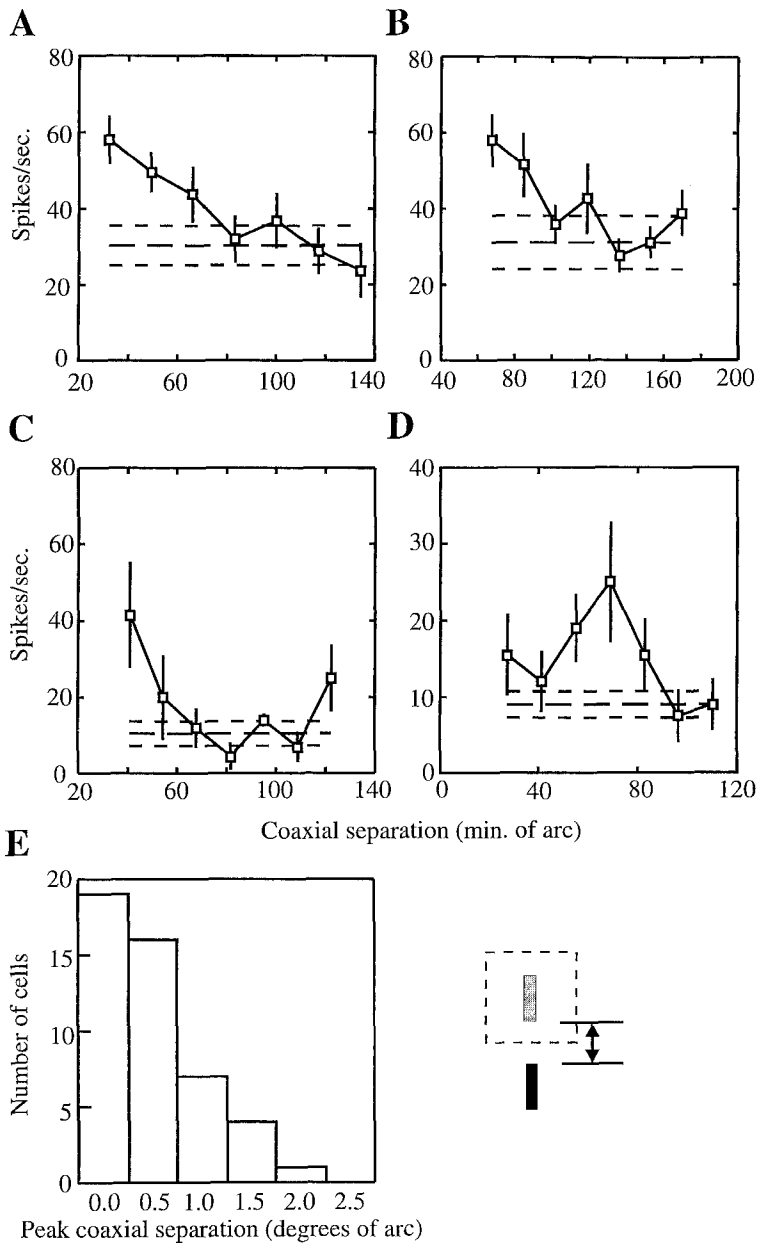 A
B
80
60
40
20
0
Spikes/sec.
20 60 100 140
80
60
40
20
0
40 80 120 160 200
C
D
80
60
40
20
0
Spikes/sec.
20 60 100 140
40
30
20
10
0
0 40 80 120
Coaxial separation (min. of arc)
E
20
15
10
5
0
Number of cells
0.0 0.5 1.0 1.5 2.0 2.5
Peak coaxial separation (degrees of arc)